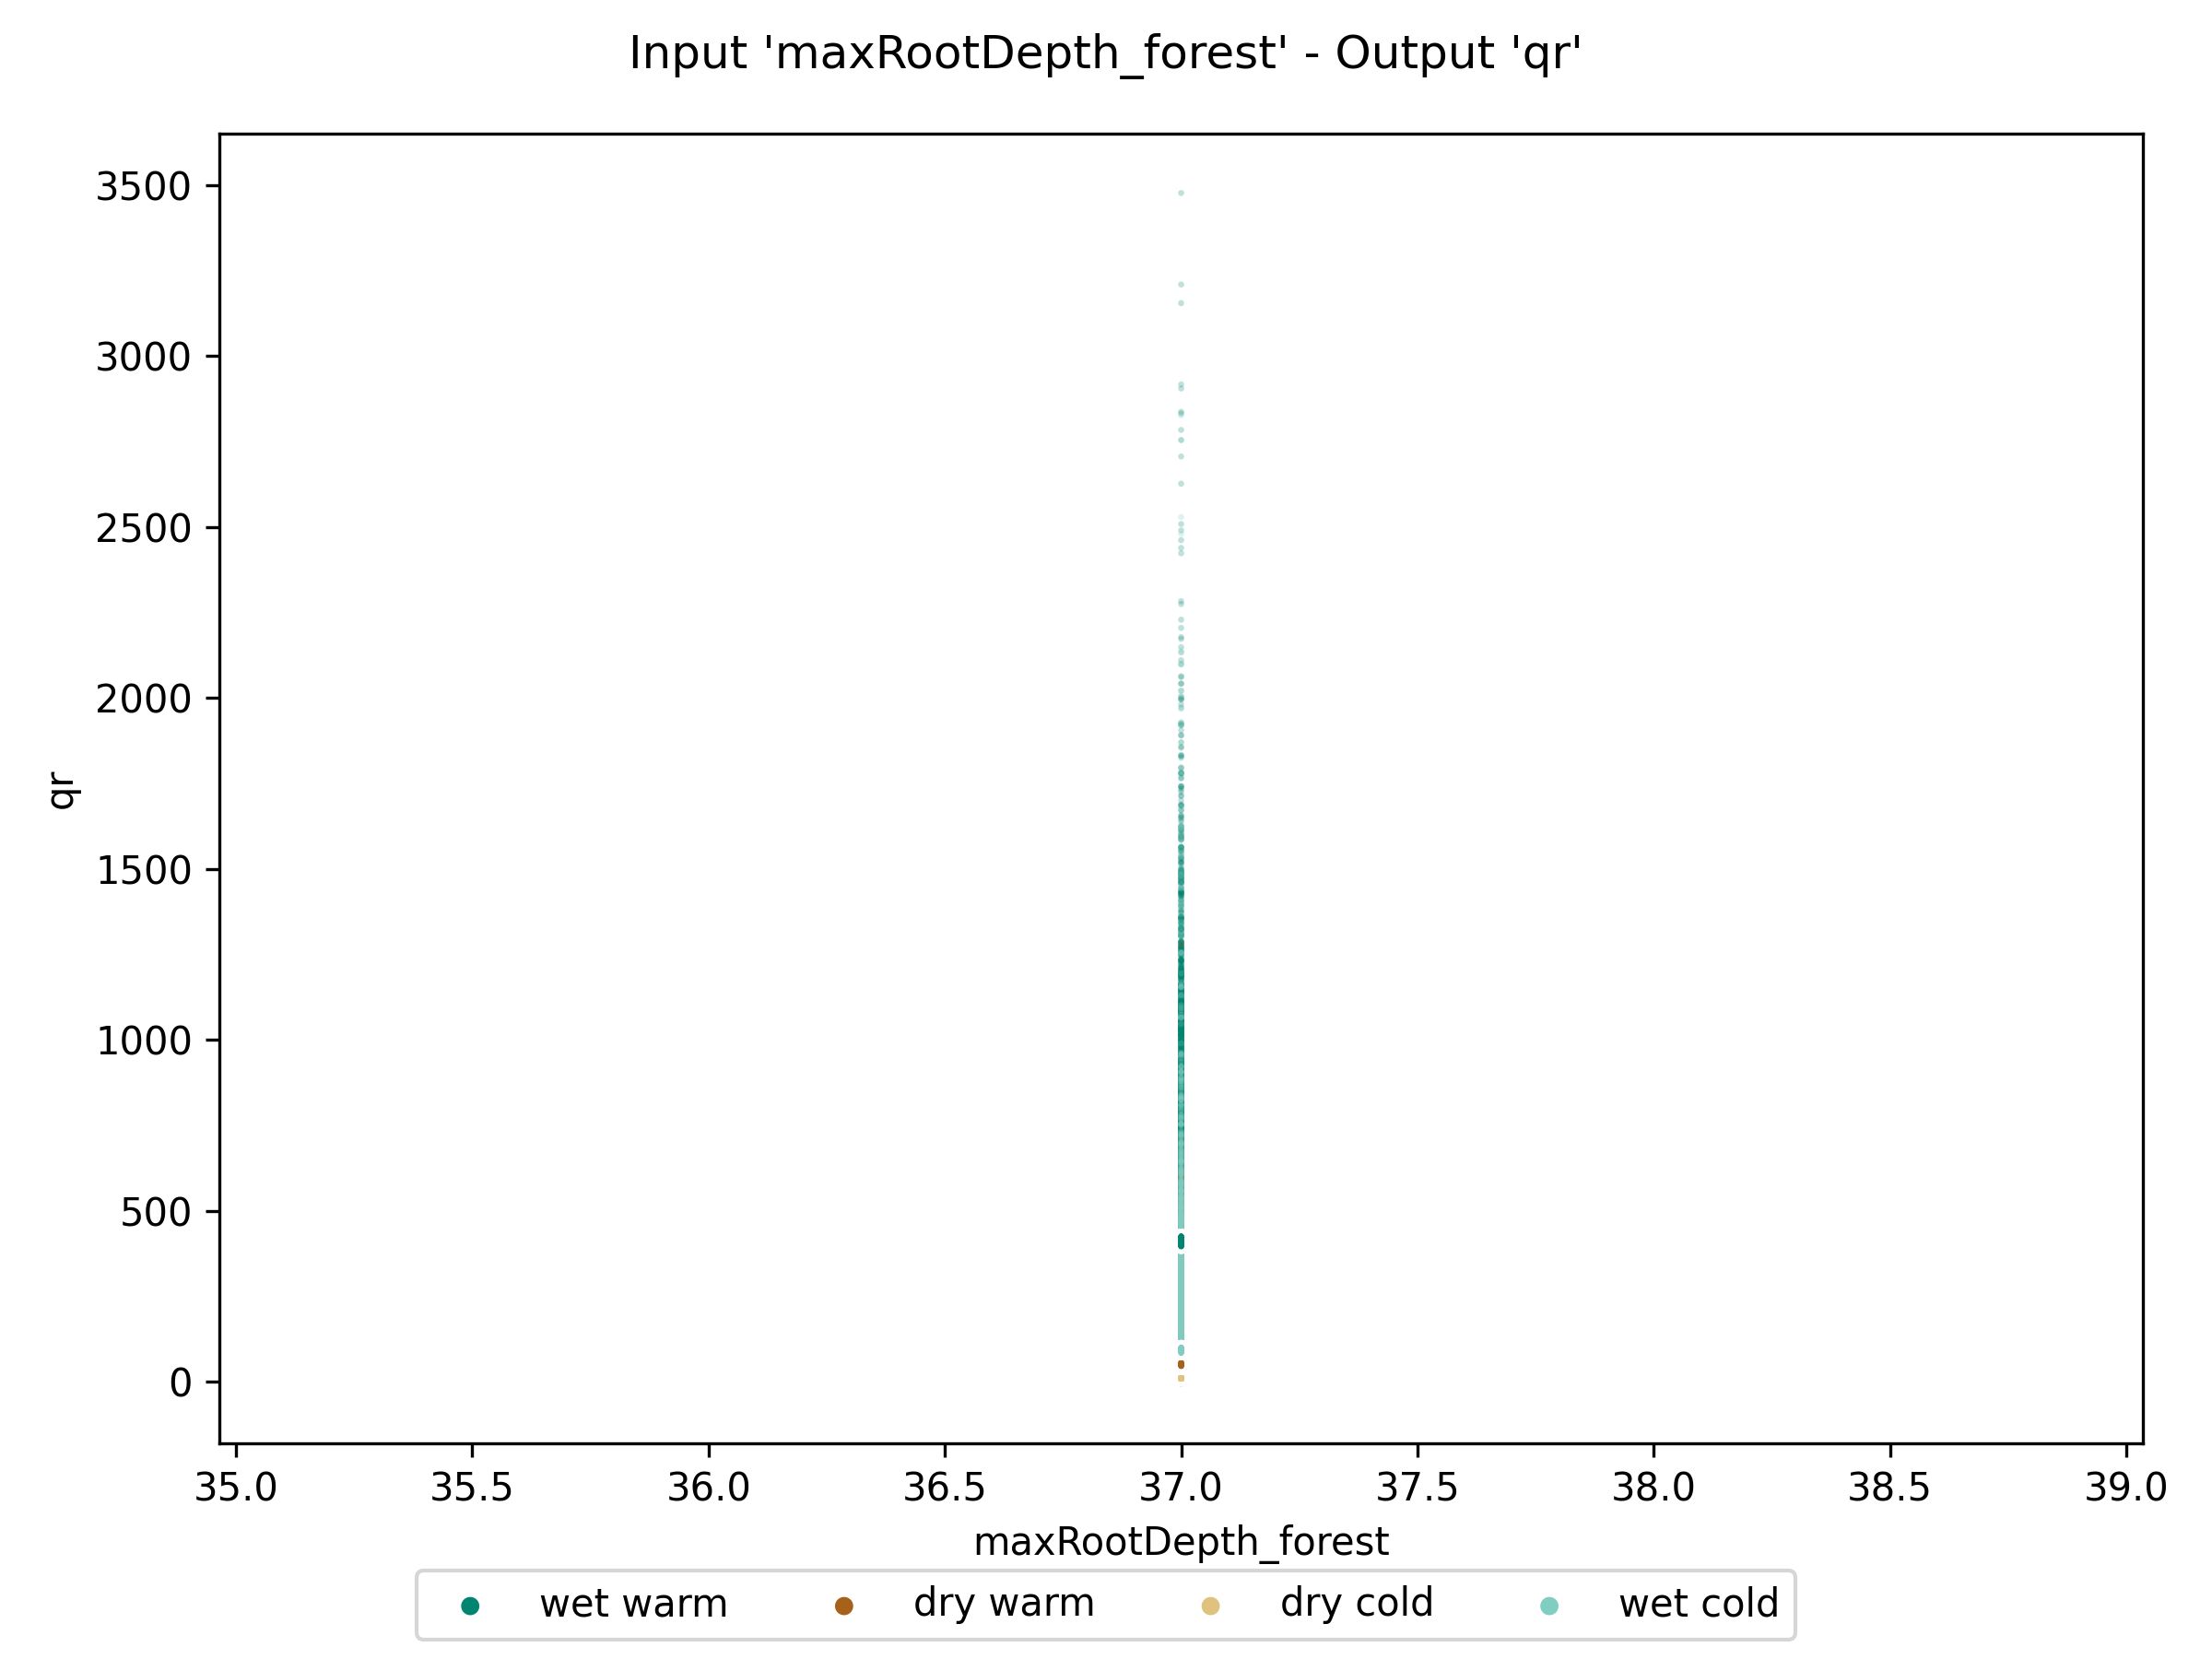 Input 'maxRootDepth_forest' - Output 'qr'
3500
3000
2500
2000
1500
1000
500
0
qr
35.0 35.5 36.0 36.5 37.0 37.5 38.0 38.5 39.0
maxRootDepth_forest
wet warm dry warm dry cold wet cold